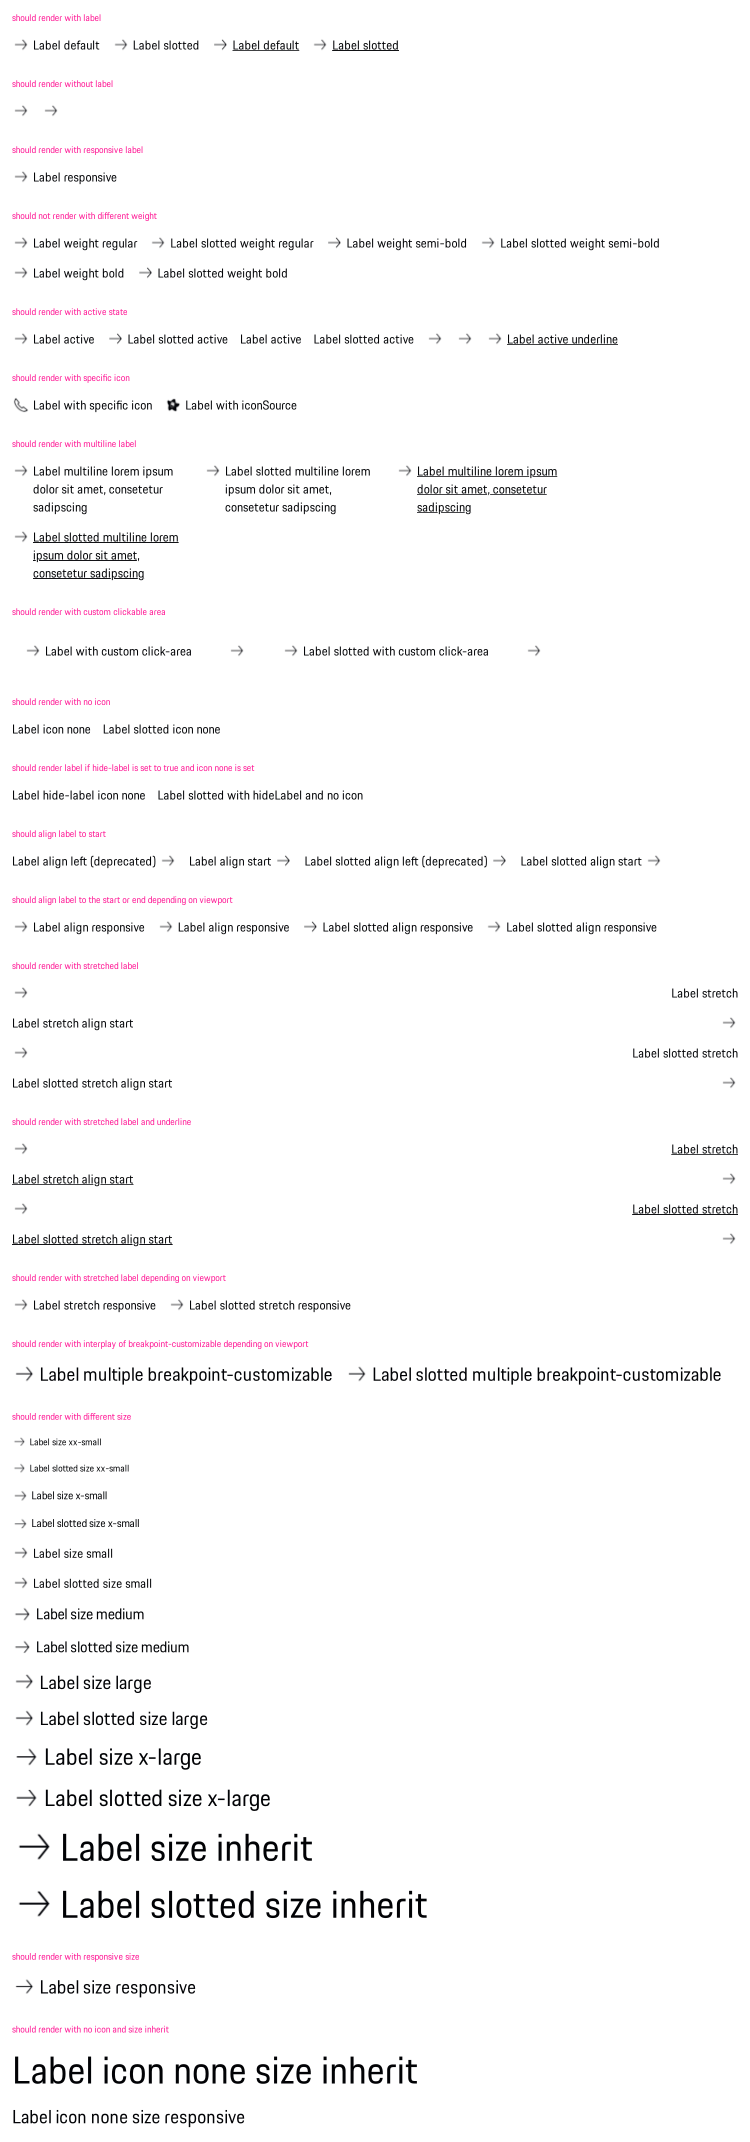 should render with label
Label default Label slotted Label default Label slotted
should render without label
should render with responsive label
Label responsive
should not render with different weight
Label weight regular Label slotted weight regular Label weight semi-bold Label slotted weight semi-bold
Label weight bold Label slotted weight bold
should render with active state
Label active Label slotted active Label active Label slotted active Label active underline
should render with specific icon
Label with specific icon Label with iconSource
should render with multiline label
Label multiline lorem ipsum
dolor sit amet, consetetur
sadipscing
Label slotted multiline lorem
ipsum dolor sit amet,
consetetur sadipscing
Label multiline lorem ipsum
dolor sit amet, consetetur
sadipscing
Label slotted multiline lorem
ipsum dolor sit amet,
consetetur sadipscing
should render with custom clickable area
Label with custom click-area Label slotted with custom click-area
should render with no icon
Label icon none Label slotted icon none
should render label if hide-label is set to true and icon none is set
Label hide-label icon none Label slotted with hideLabel and no icon
should align label to start
Label align left (deprecated) Label align start Label slotted align left (deprecated) Label slotted align start
should align label to the start or end depending on viewport
Label align responsive Label align responsive Label slotted align responsive Label slotted align responsive
should render with stretched label
Label stretch
Label stretch align start
Label slotted stretch
Label slotted stretch align start
should render with stretched label and underline
Label stretch
Label stretch align start
Label slotted stretch
Label slotted stretch align start
should render with stretched label depending on viewport
Label stretch responsive Label slotted stretch responsive
should render with interplay of breakpoint-customizable depending on viewport
Label multiple breakpoint-customizable Label slotted multiple breakpoint-customizable
should render with different size
Label size xx-small
Label slotted size xx-small
Label size x-small
Label slotted size x-small
Label size small
Label slotted size small
Label size medium
Label slotted size medium
Label size large
Label slotted size large
Label size x-large
Label slotted size x-large
Label size inherit
Label slotted size inherit
should render with responsive size
Label size responsive
should render with no icon and size inherit
Label icon none size inherit
Label icon none size responsive